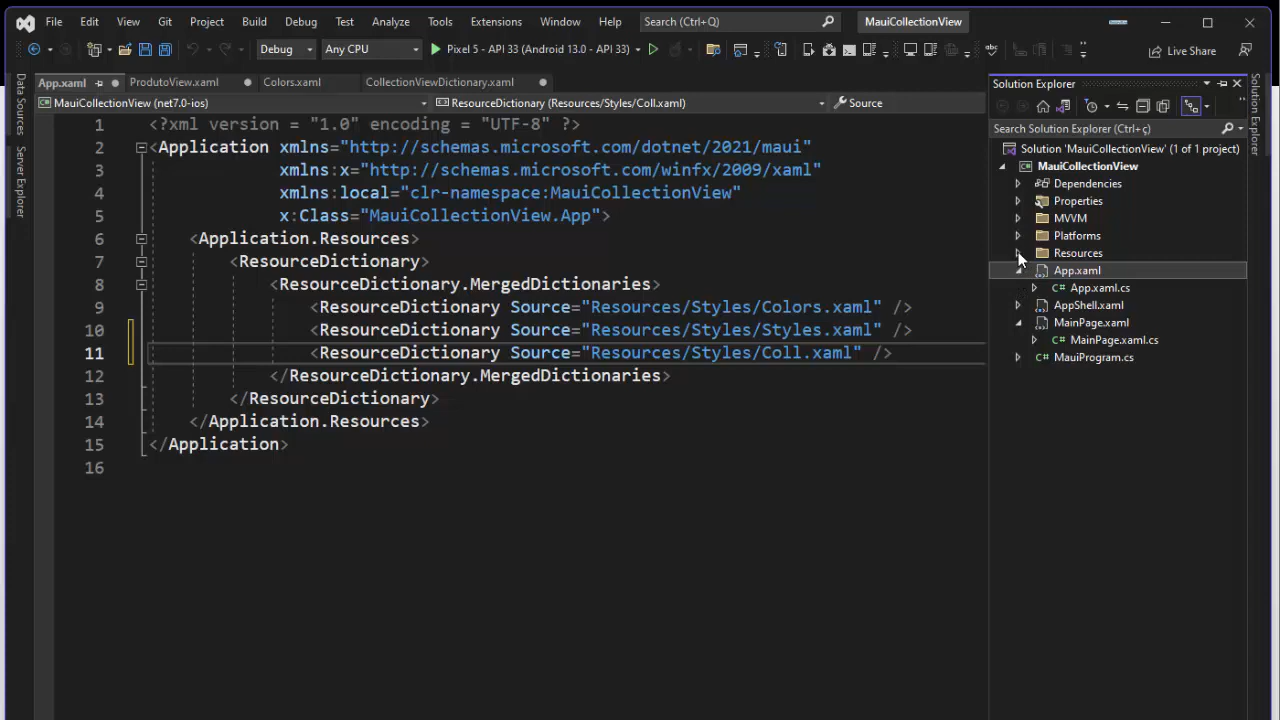 File Edit View Git Project Build Debug Test Analyze Tools Extensions Window Help Search (Ctrl+Q) MauiCollectionView
Debug Any CPU Pixel 5 - API 33 (Android 13.0 - API 33) Live Share
App.xaml ProdutoView.xaml Colors.xaml CollectionViewDictionary.xaml
MauiCollectionView (net7.0-ios) ResourceDictionary (Resources/Styles/Coll.xaml) Source
Data Sources
Server Explorer
1 <?xml version = "1.0" encoding = "UTF-8" ?>
2 <Application xmlns="http://schemas.microsoft.com/dotnet/2021/maui"
3 xmlns:x="http://schemas.microsoft.com/winfx/2009/xaml"
4 xmlns:local="clr-namespace:MauiCollectionView"
5 x:Class="MauiCollectionView.App">
6 <Application.Resources>
7 <ResourceDictionary>
8 <ResourceDictionary.MergedDictionaries>
9 <ResourceDictionary Source="Resources/Styles/Colors.xaml" />
10 <ResourceDictionary Source="Resources/Styles/Styles.xaml" />
11 <ResourceDictionary Source="Resources/Styles/Coll.xaml" />
12 </ResourceDictionary.MergedDictionaries>
13 </ResourceDictionary>
14 </Application.Resources>
15 </Application>
16
Solution Explorer
Search Solution Explorer (Ctrl+ç)
Solution 'MauiCollectionView' (1 of 1 project)
MauiCollectionView
Dependencies
Properties
MVVM
Platforms
Resources
App.xaml
App.xaml.cs
AppShell.xaml
MainPage.xaml
MainPage.xaml.cs
MauiProgram.cs
Solution Explorer